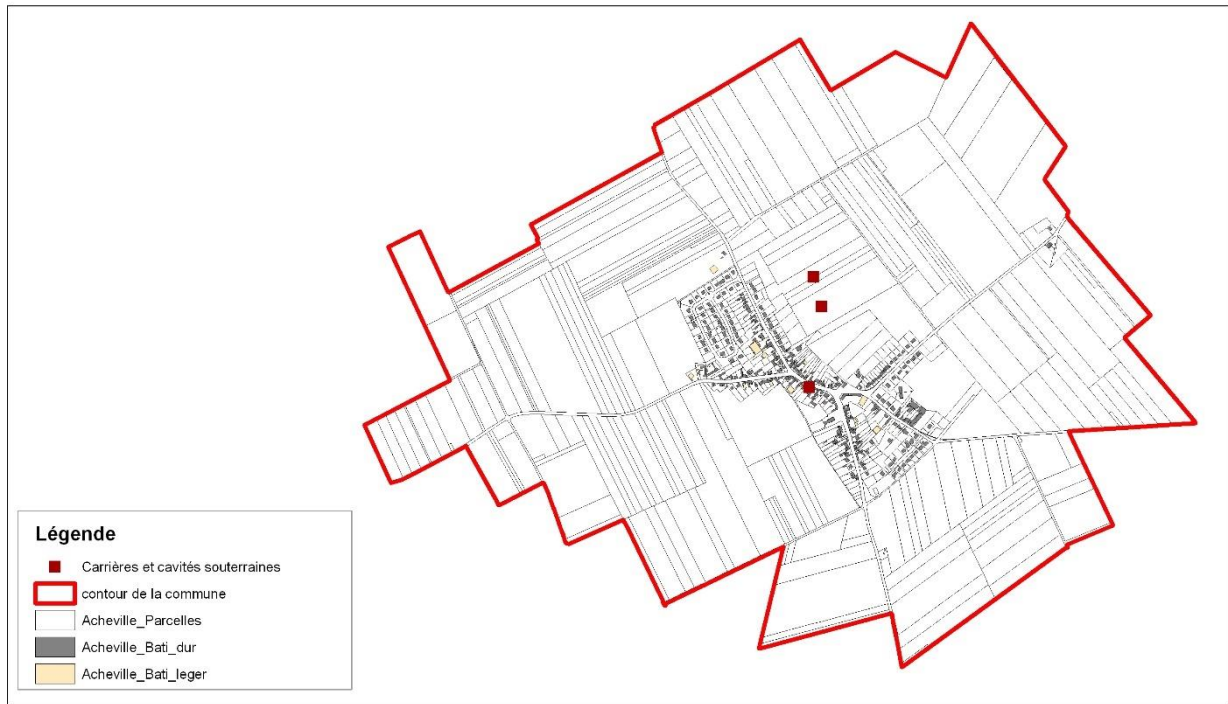 Légende
Carrières et cavités souterraines
contour de la commune
Acheville_Parcelles
Acheville_Bati_dur
Acheville_Bati_leger